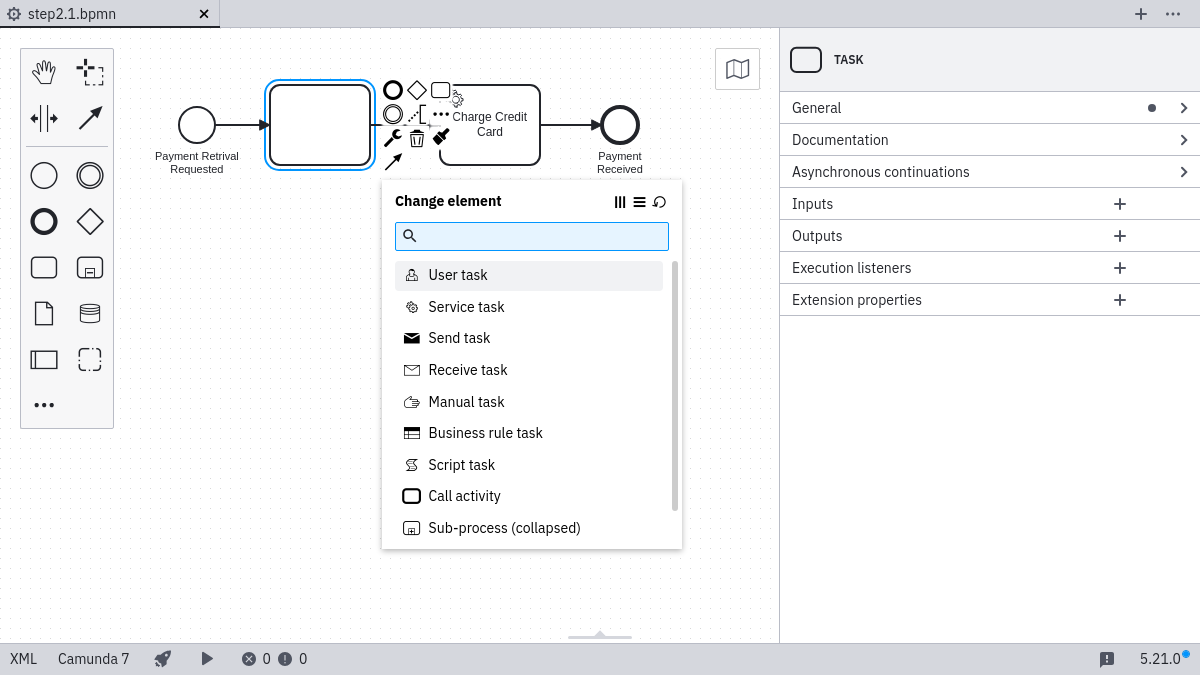 step2.1.bpmn
TASK
General
Documentation
Asynchronous continuations
Inputs
Outputs
Execution listeners
Extension properties
Payment Retrival
Requested
Charge Credit
Card
Payment
Received
Change element
User task
Service task
Send task
Receive task
Manual task
Business rule task
Script task
Call activity
Sub-process (collapsed)
XML Camunda 7 0 0 5.21.0